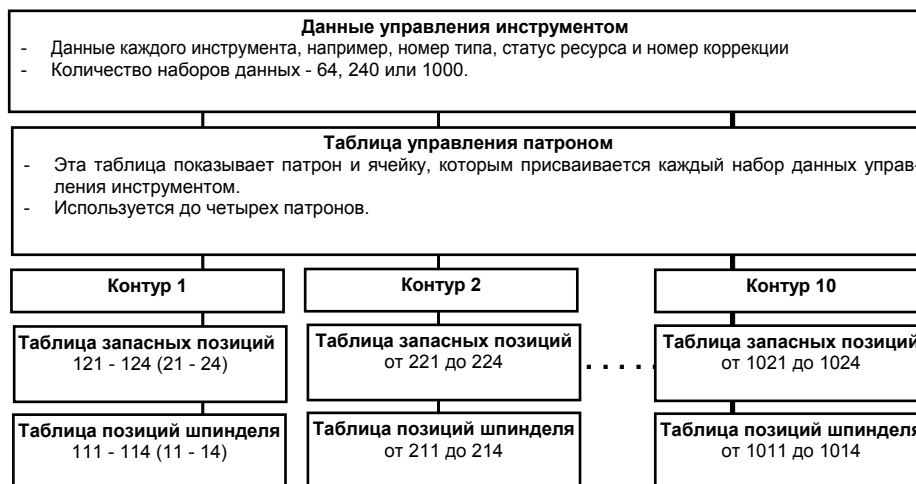 Данные управления инструментом
- Данные каждого инструмента, например, номер типа, статус ресурса и номер коррекции
- Количество наборов данных - 64, 240 или 1000.
Таблица управления патроном
- Эта таблица показывает патрон и ячейку, которым присваивается каждый набор данных управ-
ления инструментом.
- Используется до четырех патронов.
Контур 1
Контур 2
Контур 10
Таблица запасных позиций
121 - 124 (21 - 24)
Таблица запасных позиций
от 221 до 224
. . . . .
Таблица запасных позиций
от 1021 до 1024
Таблица позиций шпинделя
111 - 114 (11 - 14)
Таблица позиций шпинделя
от 211 до 214
Таблица позиций шпинделя
от 1011 до 1014